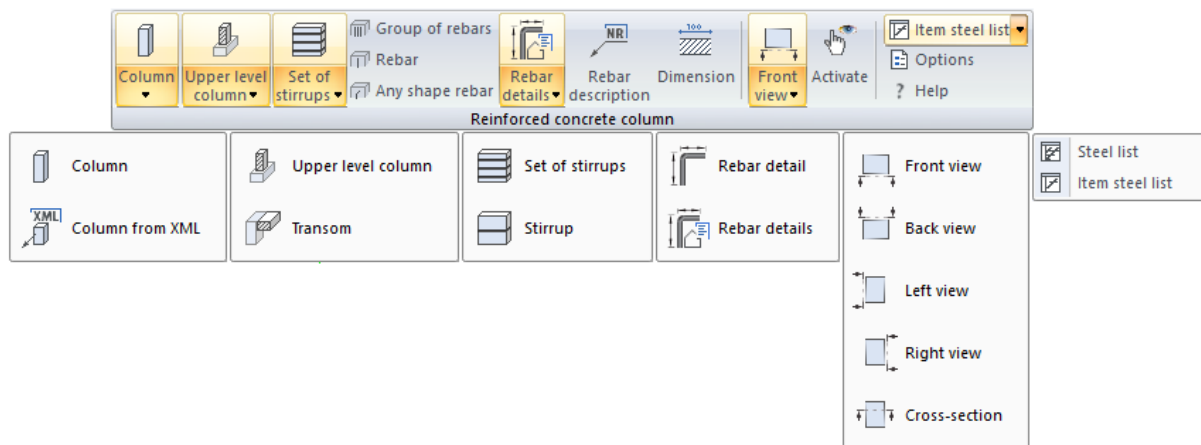 Column
Upper level
column
Set of
stirrups
Group of rebars
Rebar
Any shape rebar
Rebar
details
NR
Rebar
description
100
Dimension
Front
view
Activate
Item steel list
Options
? Help
Reinforced concrete column
Column
XML
Column from XML
Upper level column
Transom
Set of stirrups
Stirrup
Rebar detail
Rebar details
Front view
Back view
Left view
Right view
Cross-section
Steel list
Item steel list